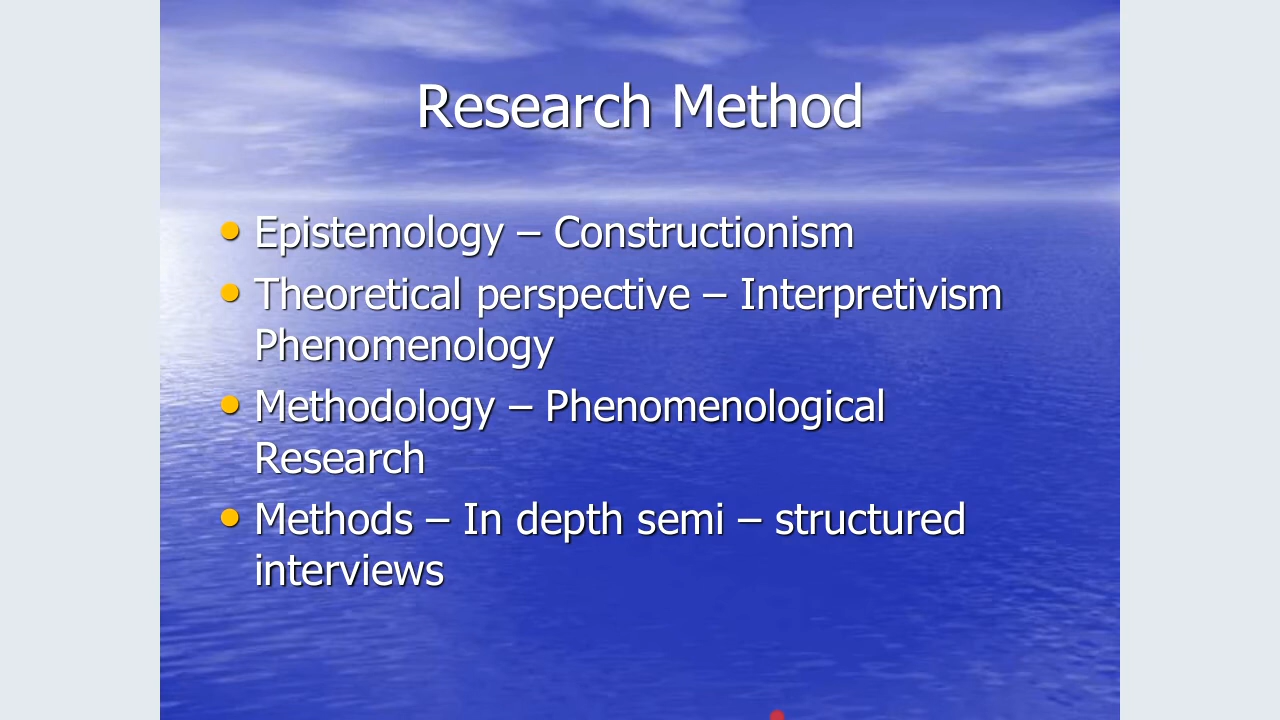 Research Method
• Epistemology – Constructionism
• Theoretical perspective – Interpretivism
Phenomenology
• Methodology – Phenomenological
Research
• Methods – In depth semi – structured
interviews